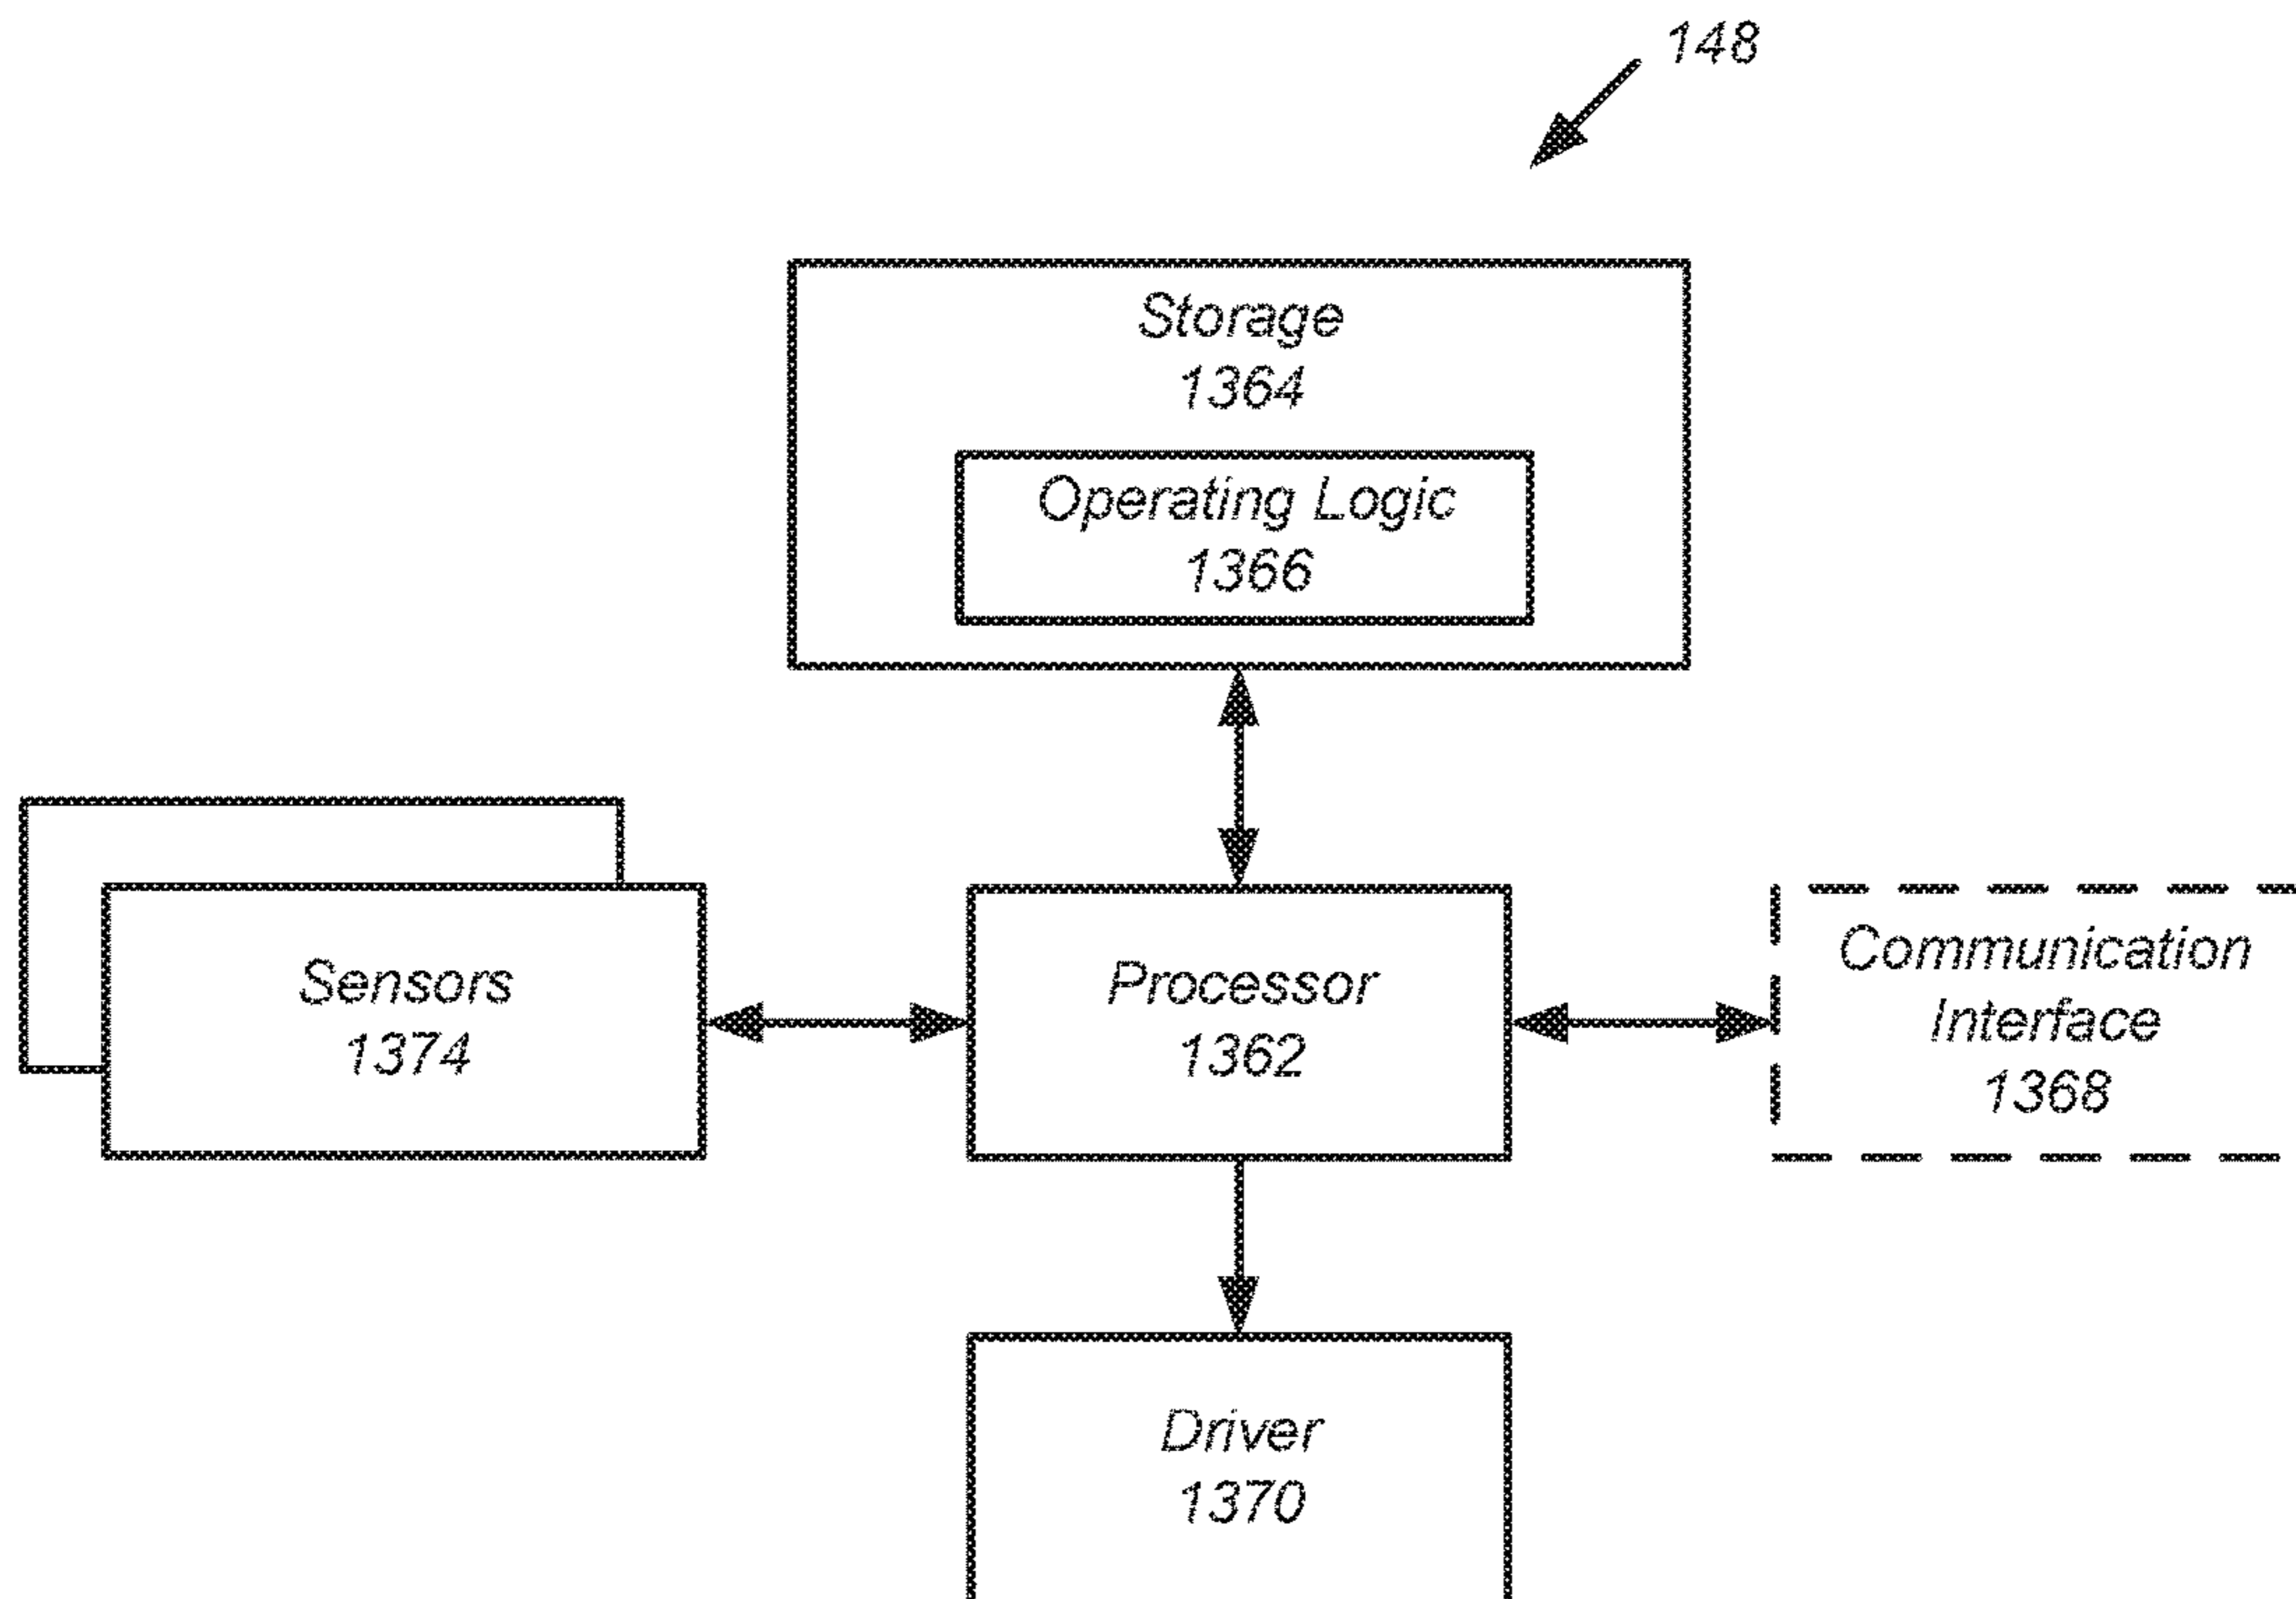 148
Storage
1364
Operating Logic
1366
Sensors
1374
Processor
1362
Communication
Interface
1368
Driver
1370